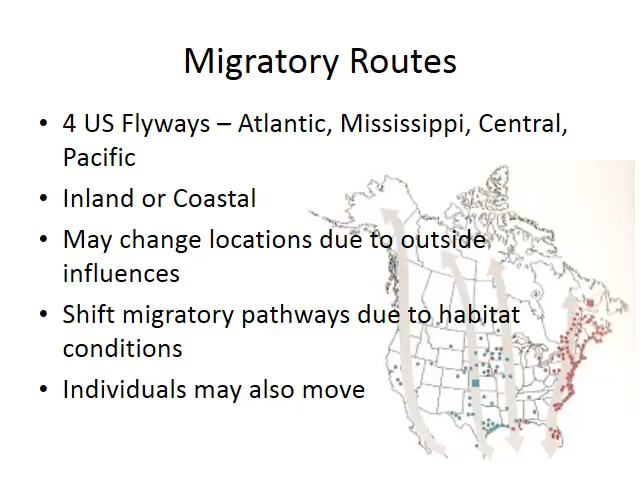 Migratory Routes
• 4 US Flyways – Atlantic, Mississippi, Central,
Pacific
• Inland or Coastal
• May change locations due to outside
influences
• Shift migratory pathways due to habitat
conditions
• Individuals may also move